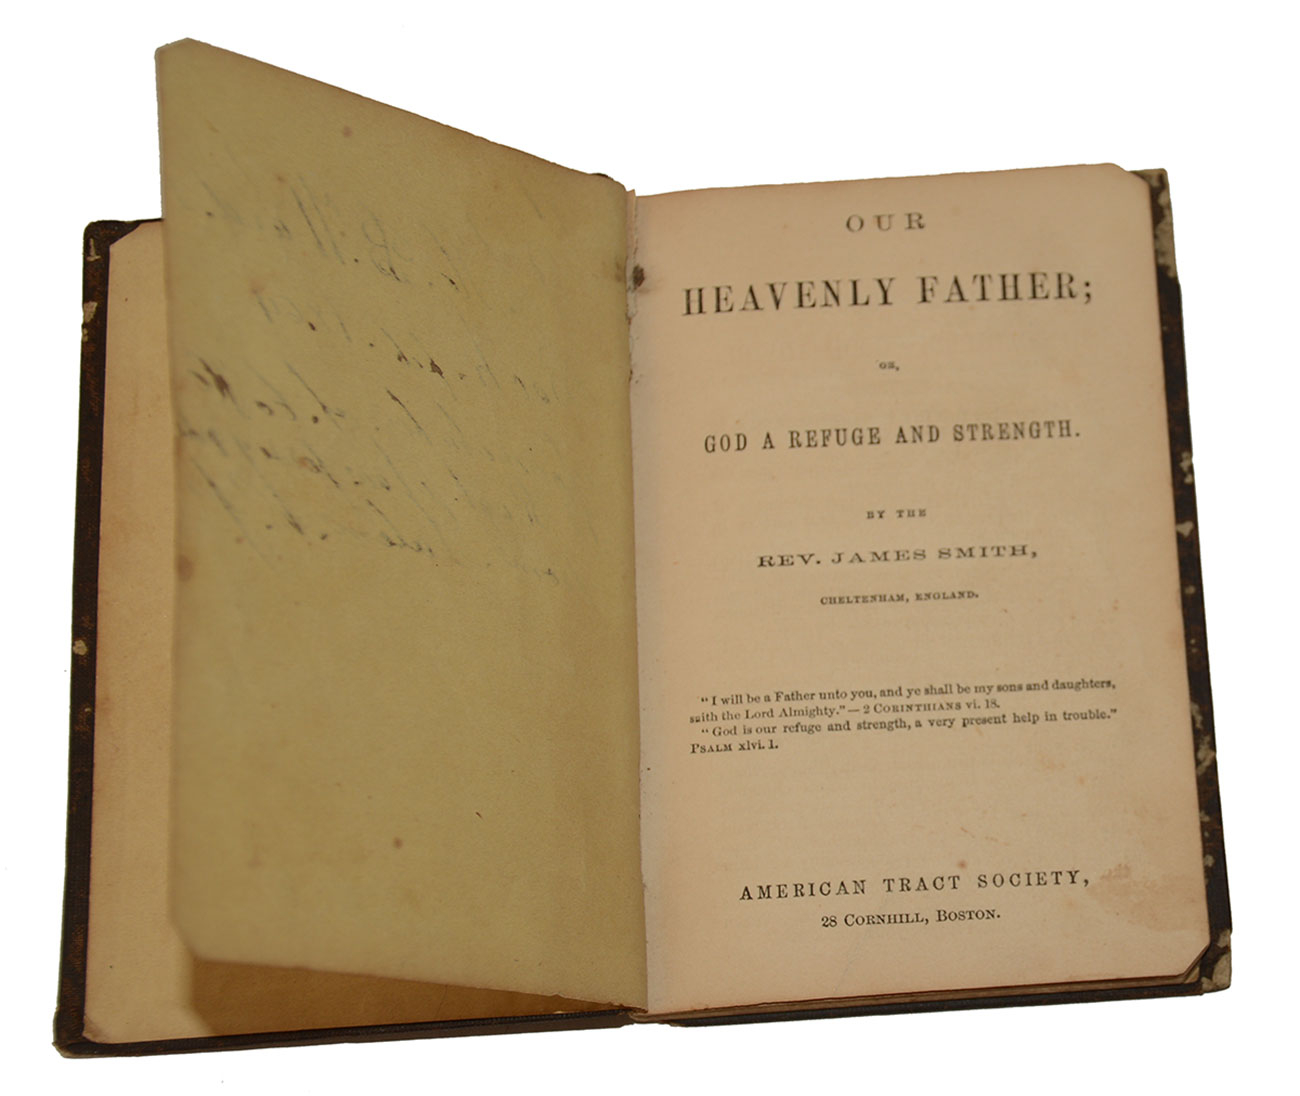 OUR
HEAVENLY FATHER;
OR,
GOD A REFUGE AND STRENGTH.
BY THE
REV. JAMES SMITH,
CHELTENHAM, ENGLAND.
"I will be a Father unto you, and ye shall be my sons and daughters,
saith the Lord Almighty."—2 CORINTHIANS vi. 18.
"God is our refuge and strength, a very present help in trouble."
PSALM xlvi. 1.
AMERICAN TRACT SOCIETY,
28 CORNHILL, BOSTON.